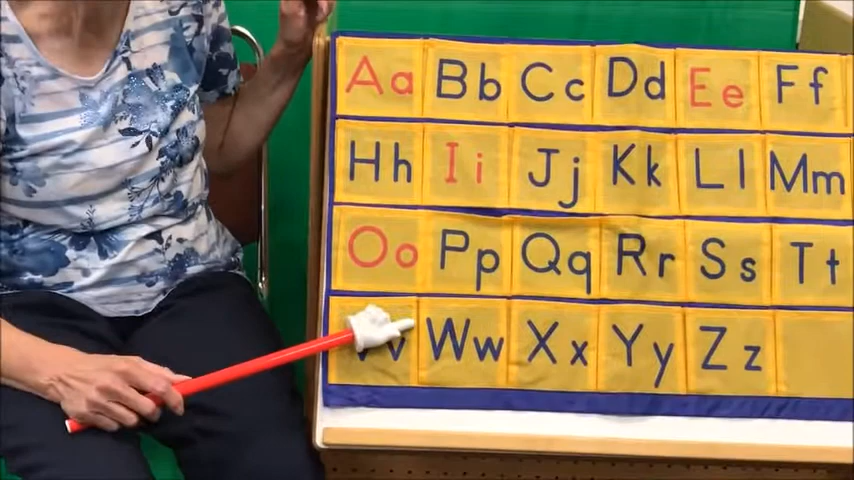 Aa Bb Cc Dd Ee Ff
Hh Ii Jj Kk Ll Mm
Oo Pp Qq Rr Ss Tt
v Ww Xx Yy Zz